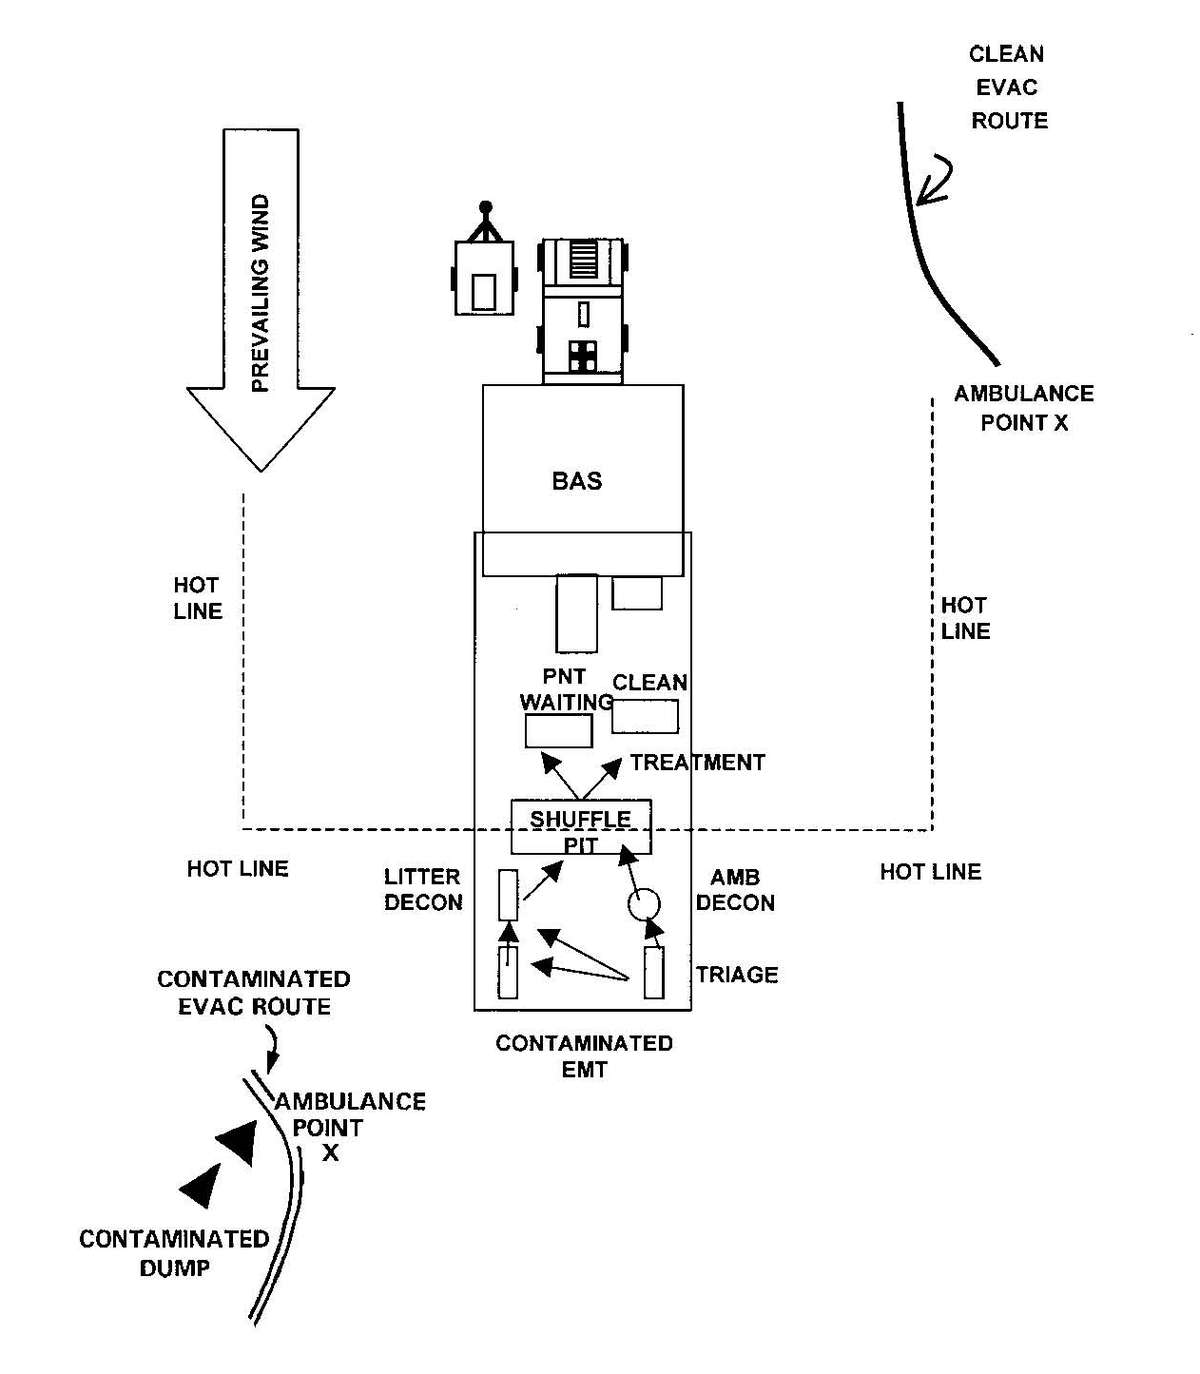 CLEAN
EVAC
ROUTE
PREVAILING WIND
AMBULANCE
POINT X
BAS
HOT
LINE
HOT
LINE
PNT
WAITING
CLEAN
TREATMENT
SHUFFLE
PIT
HOT LINE
HOT LINE
LITTER
DECON
AMB
DECON
TRIAGE
CONTAMINATED
EVAC ROUTE
CONTAMINATED
EMT
AMBULANCE
POINT
X
CONTAMINATED
DUMP